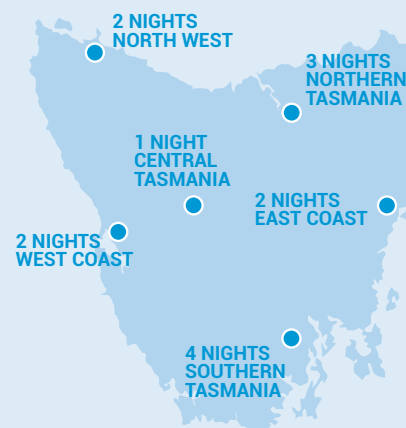 2 NIGHTS
NORTH WEST
3 NIGHTS
NORTHERN
TASMANIA
1 NIGHT
CENTRAL
TASMANIA
2 NIGHTS
EAST COAST
2 NIGHTS
WEST COAST
4 NIGHTS
SOUTHERN
TASMANIA